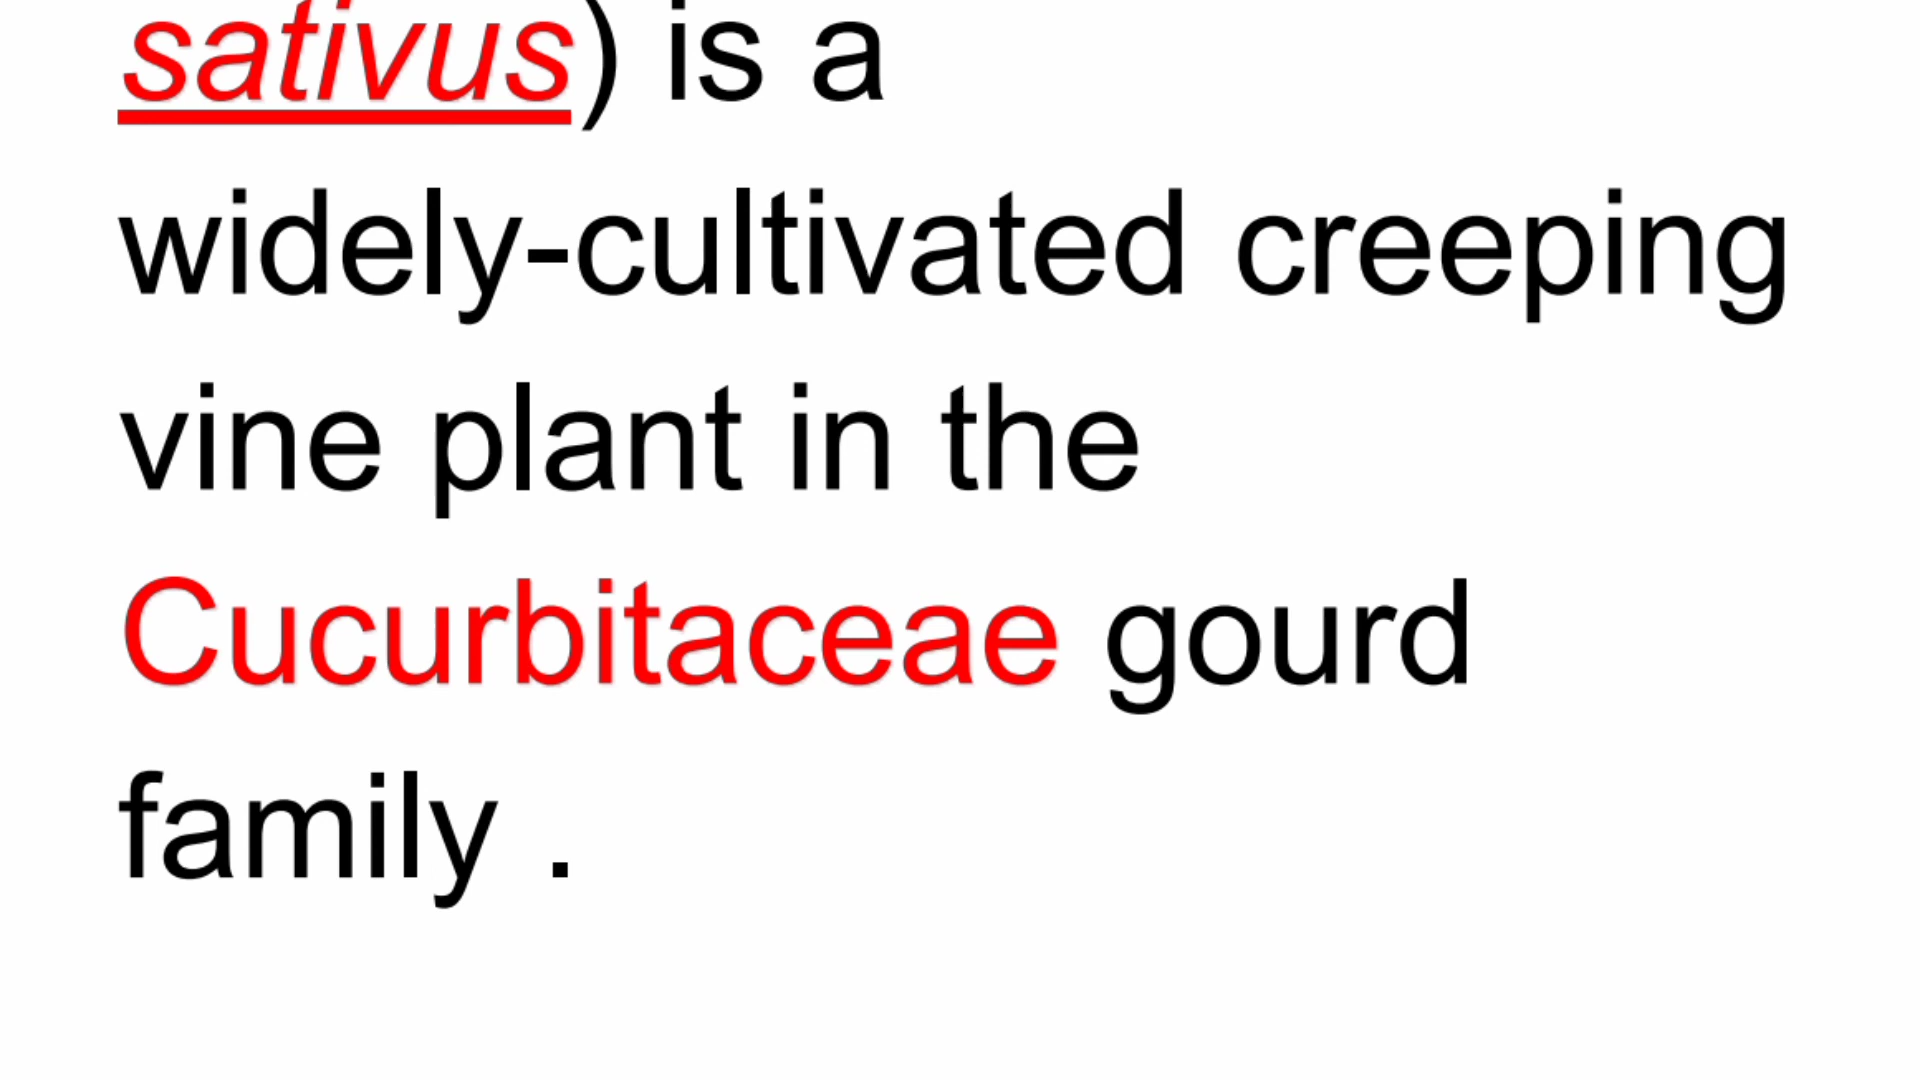 sativus) is a
widely-cultivated creeping
vine plant in the
Cucurbitaceae gourd
family .